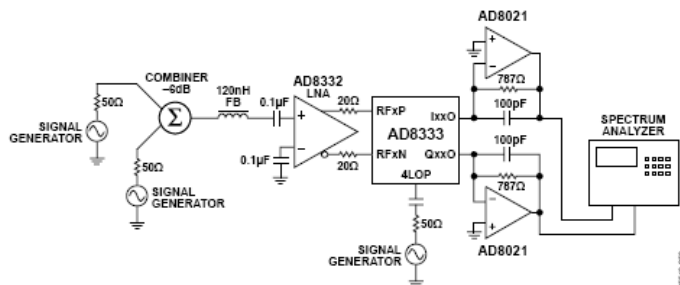 AD8021
COMBINER
–6dB
50Ω
SIGNAL
GENERATOR
50Ω
SIGNAL
GENERATOR
120nH
FB
0.1µF
0.1µF
AD8332
LNA
20Ω
20Ω
RFxP
IxxO
AD8333
RFxN
QxxO
4LOP
50Ω
SIGNAL
GENERATOR
787Ω
100pF
100pF
787Ω
AD8021
SPECTRUM
ANALYZER
Σ
+
–
+
–
–
+